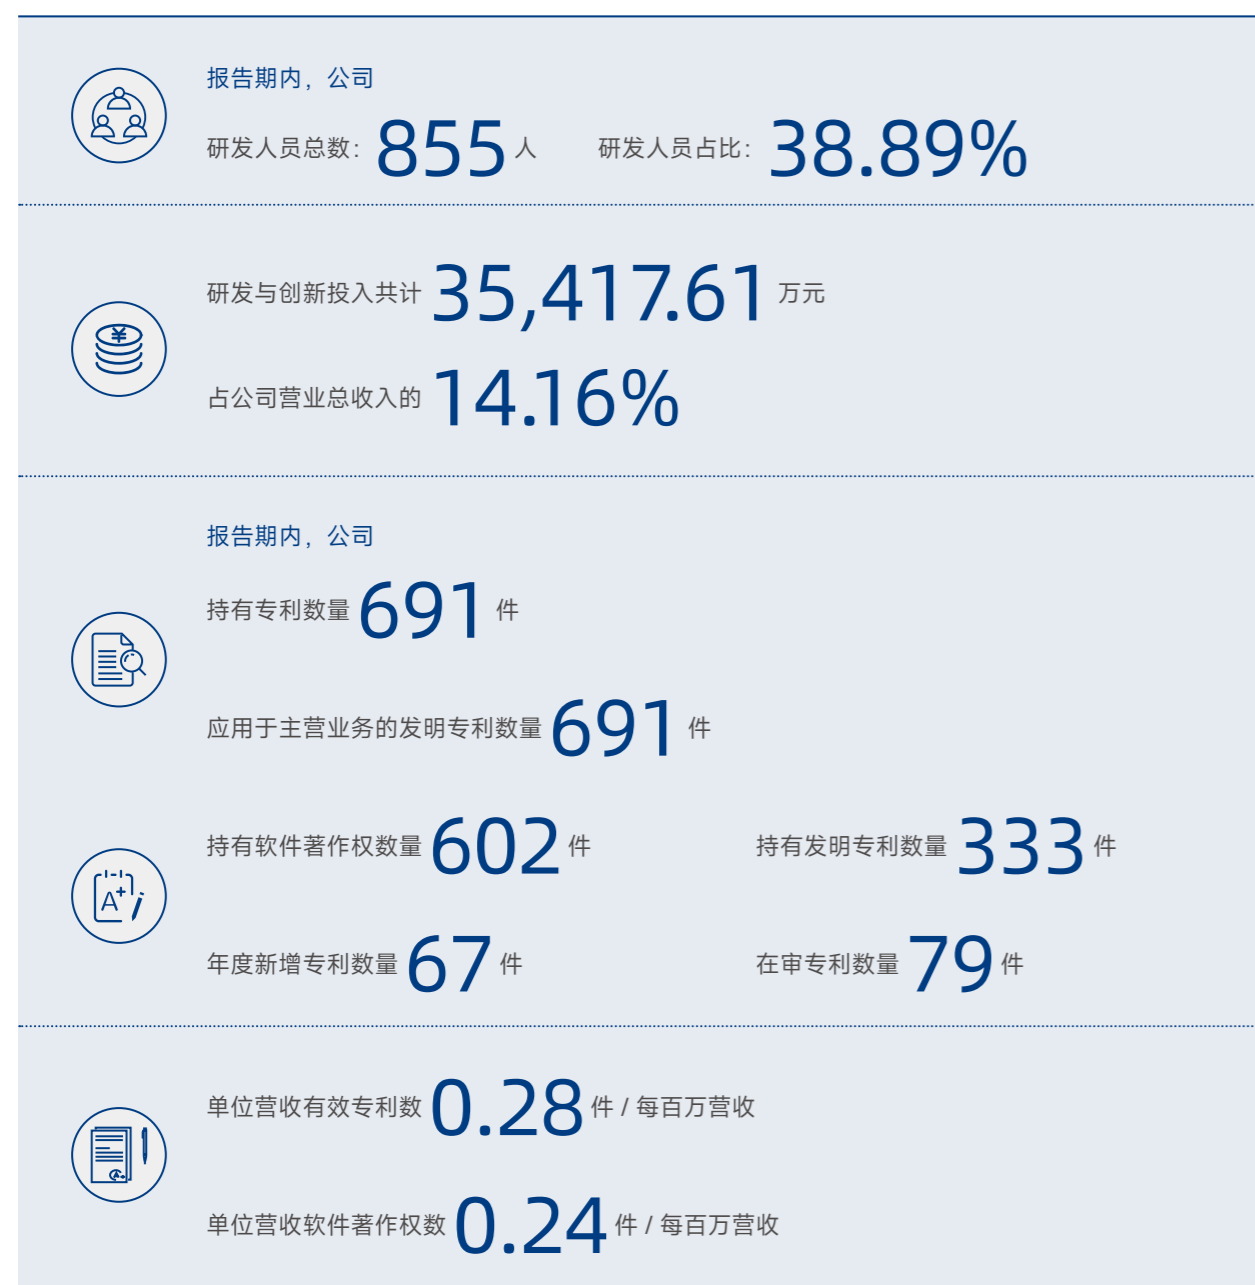 报告期内，公司
研发人员总数：855 人 研发人员占比：38.89%
研发与创新投入共计 35,417.61 万元
占公司营业总收入的 14.16%
报告期内，公司
持有专利数量 691 件
应用于主营业务的发明专利数量 691 件
持有软件著作权数量 602 件 持有发明专利数量 333 件
年度新增专利数量 67 件 在审专利数量 79 件
单位营收有效专利数 0.28 件 / 每百万营收
单位营收软件著作权数 0.24 件 / 每百万营收